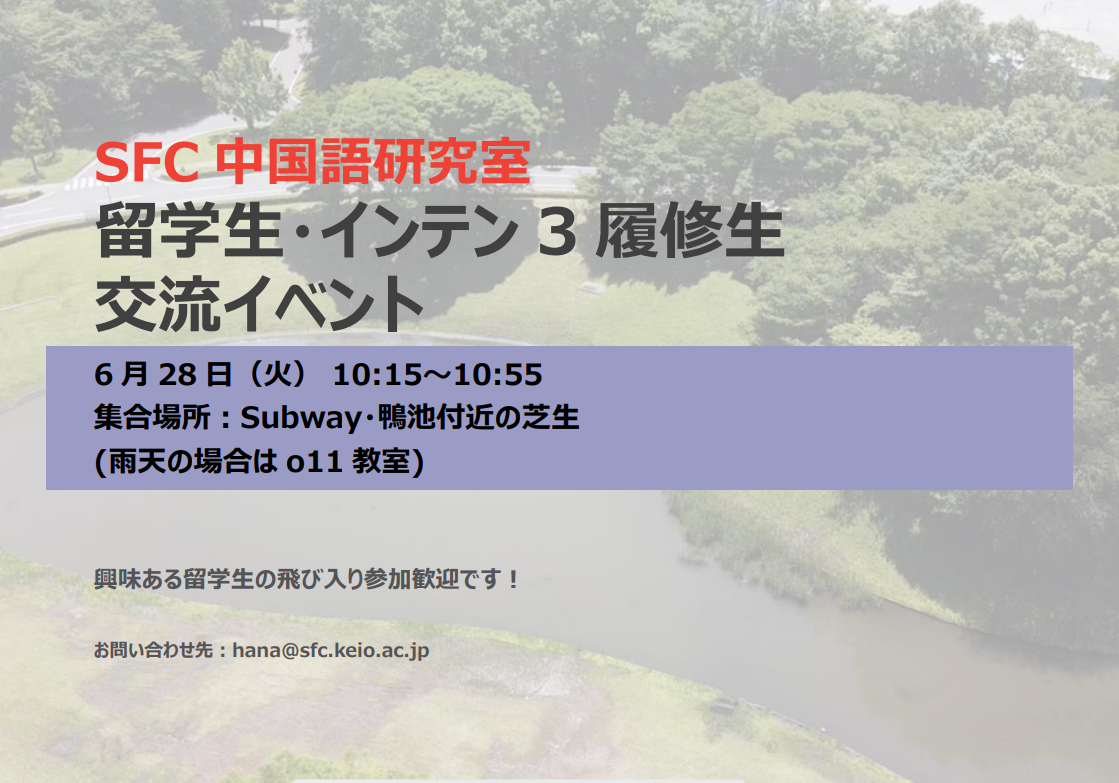 SFC 中国語研究室
留学生・インテン 3 履修生
交流イベント
6 月 28 日（火） 10:15～10:55
集合場所：Subway・鴨池付近の芝生
(雨天の場合は o11 教室)
興味ある留学生の飛び入り参加歓迎です！
お問い合わせ先：hana@sfc.keio.ac.jp